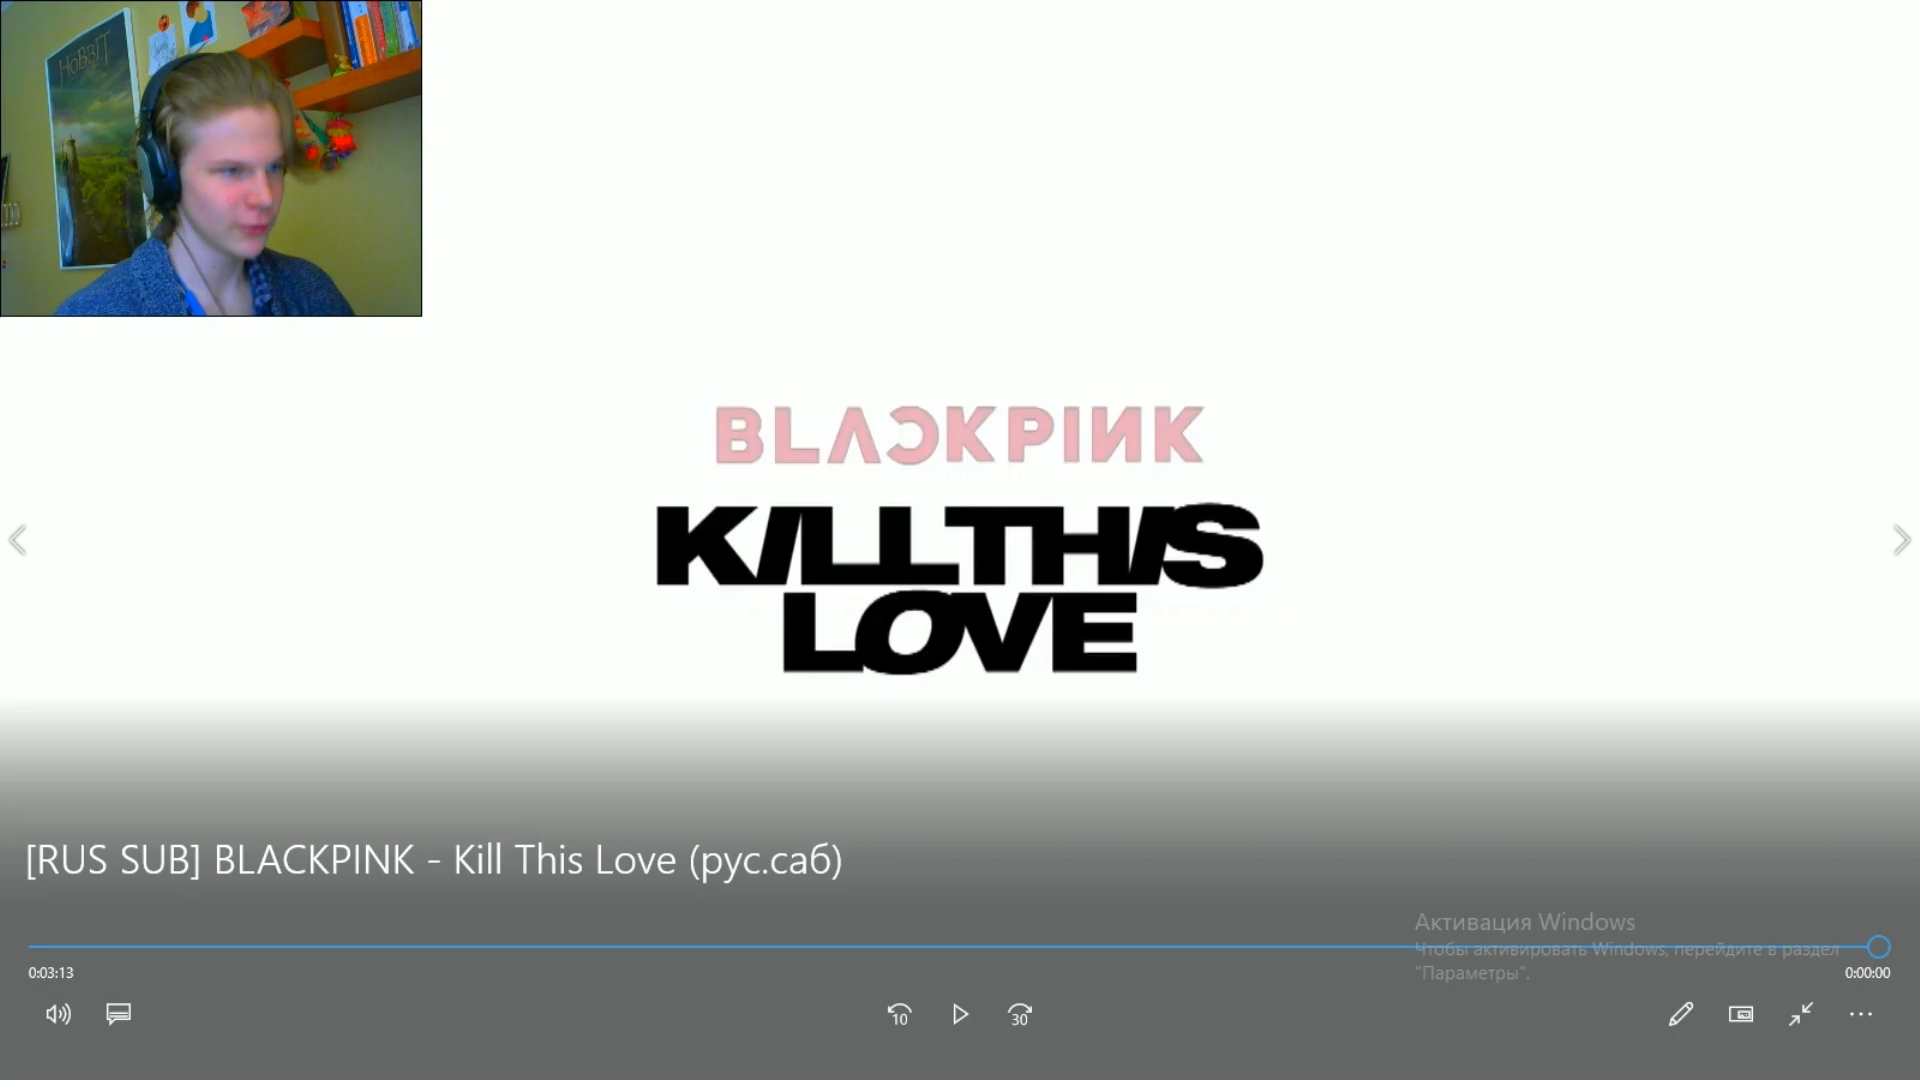 HOBBIT
BLACKPINK
KILL THIS
LOVE
[RUS SUB] BLACKPINK - Kill This Love (рус.саб)
Активация Windows
Чтобы активировать Windows, перейдите в раздел
"Параметры".
0:03:13
0:00:00
10
30